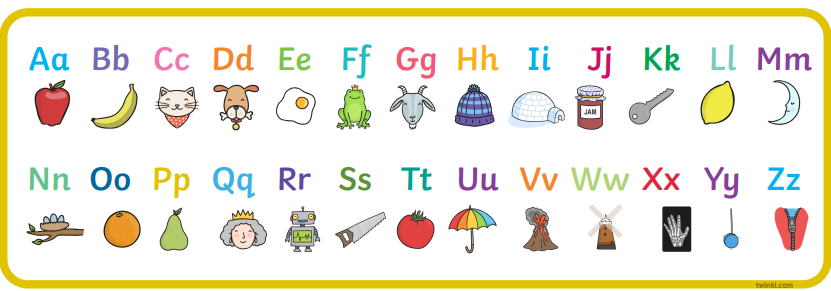 Aa Bb Cc Dd Ee Ff Gg Hh Ii Jj Kk Ll Mm
JAM
Nn Oo Pp Qq Rr Ss Tt Uu Vv Ww Xx Yy Zz
twinkl.com